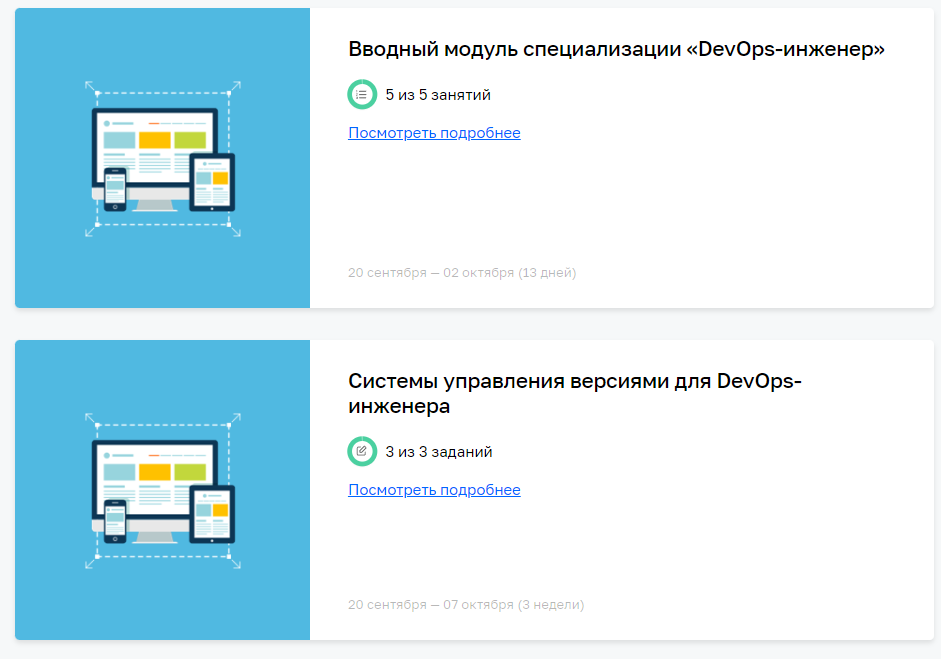 Вводный модуль специализации «DevOps-инженер»
5 из 5 занятий
Посмотреть подробнее
20 сентября — 02 октября (13 дней)
Системы управления версиями для DevOps-
инженера
3 из 3 заданий
Посмотреть подробнее
20 сентября — 07 октября (3 недели)